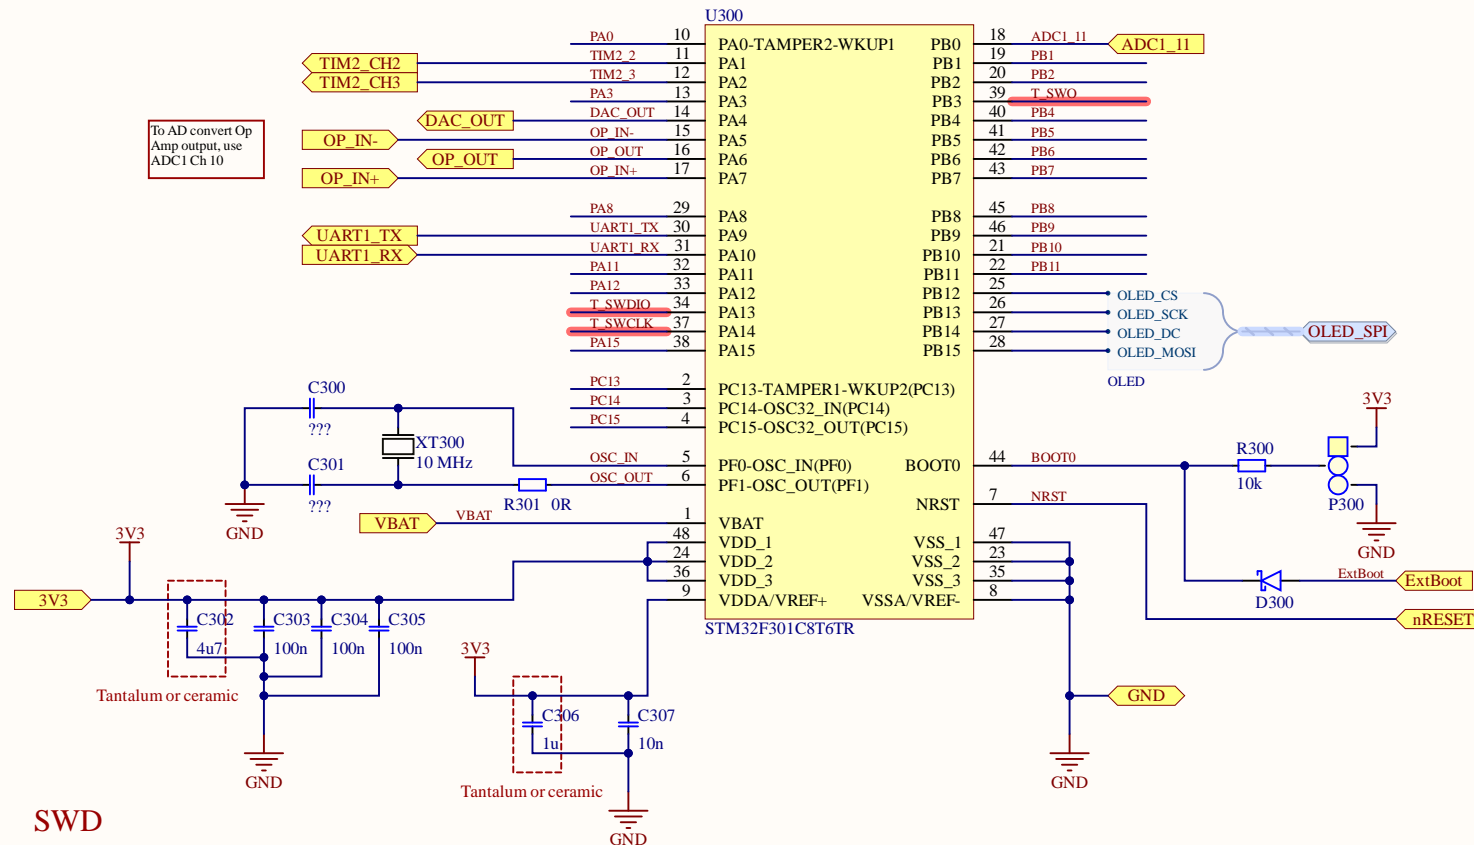 U300
PA0 10 PA0-TAMPER2-WKUP1 PB0 18 ADC1_11 ADC1_11
TIM2_CH2 TIM2_2 11 PA1 PB1 19 PB1
TIM2_CH3 TIM2_3 12 PA2 PB2 20 PB2
PA3 13 PA3 PB3 39 T_SWO
DAC_OUT DAC_OUT 14 PA4 PB4 40 PB4
OP_IN- OP_IN- 15 PA5 PB5 41 PB5
OP_OUT OP_OUT 16 PA6 PB6 42 PB6
OP_IN+ OP_IN+ 17 PA7 PB7 43 PB7
To AD convert Op
Amp output, use
ADC1 Ch 10
PA8 29 PA8 PB8 45 PB8
UART1_TX UART1_TX 30 PA9 PB9 46 PB9
UART1_RX UART1_RX 31 PA10 PB10 21 PB10
PA11 32 PA11 PB11 22 PB11
PA12 33 PA12 PB12 25 OLED_CS
T_SWDIO 34 PA13 PB13 26 OLED_SCK
T_SWCLK 37 PA14 PB14 27 OLED_DC OLED_SPI
PA15 38 PA15 PB15 28 OLED_MOSI
OLED
PC13 2 PC13-TAMPER1-WKUP2(PC13)
PC14 3 PC14-OSC32_IN(PC14)
PC15 4 PC15-OSC32_OUT(PC15)
C300
???
XT300
10 MHz
C301
???
OSC_IN 5 PF0-OSC_IN(PF0) BOOT0 44 BOOT0
OSC_OUT 6 PF1-OSC_OUT(PF1)
R301 0R
GND
R300
10k
3V3
P300
GND
NRST 7 NRST
VBAT VBAT 1 VBAT
48 VDD_1 VSS_1 47
24 VDD_2 VSS_2 23
36 VDD_3 VSS_3 35
9 VDDA/VREF+ VSSA/VREF- 8
STM32F301C8T6TR
D300
ExtBoot ExtBoot
nRESET
3V3
3V3
C302 C303 C304 C305
4u7 100n 100n 100n
Tantalum or ceramic
GND
3V3
C306 C307
1u 10n
Tantalum or ceramic
GND
GND
GND
SWD